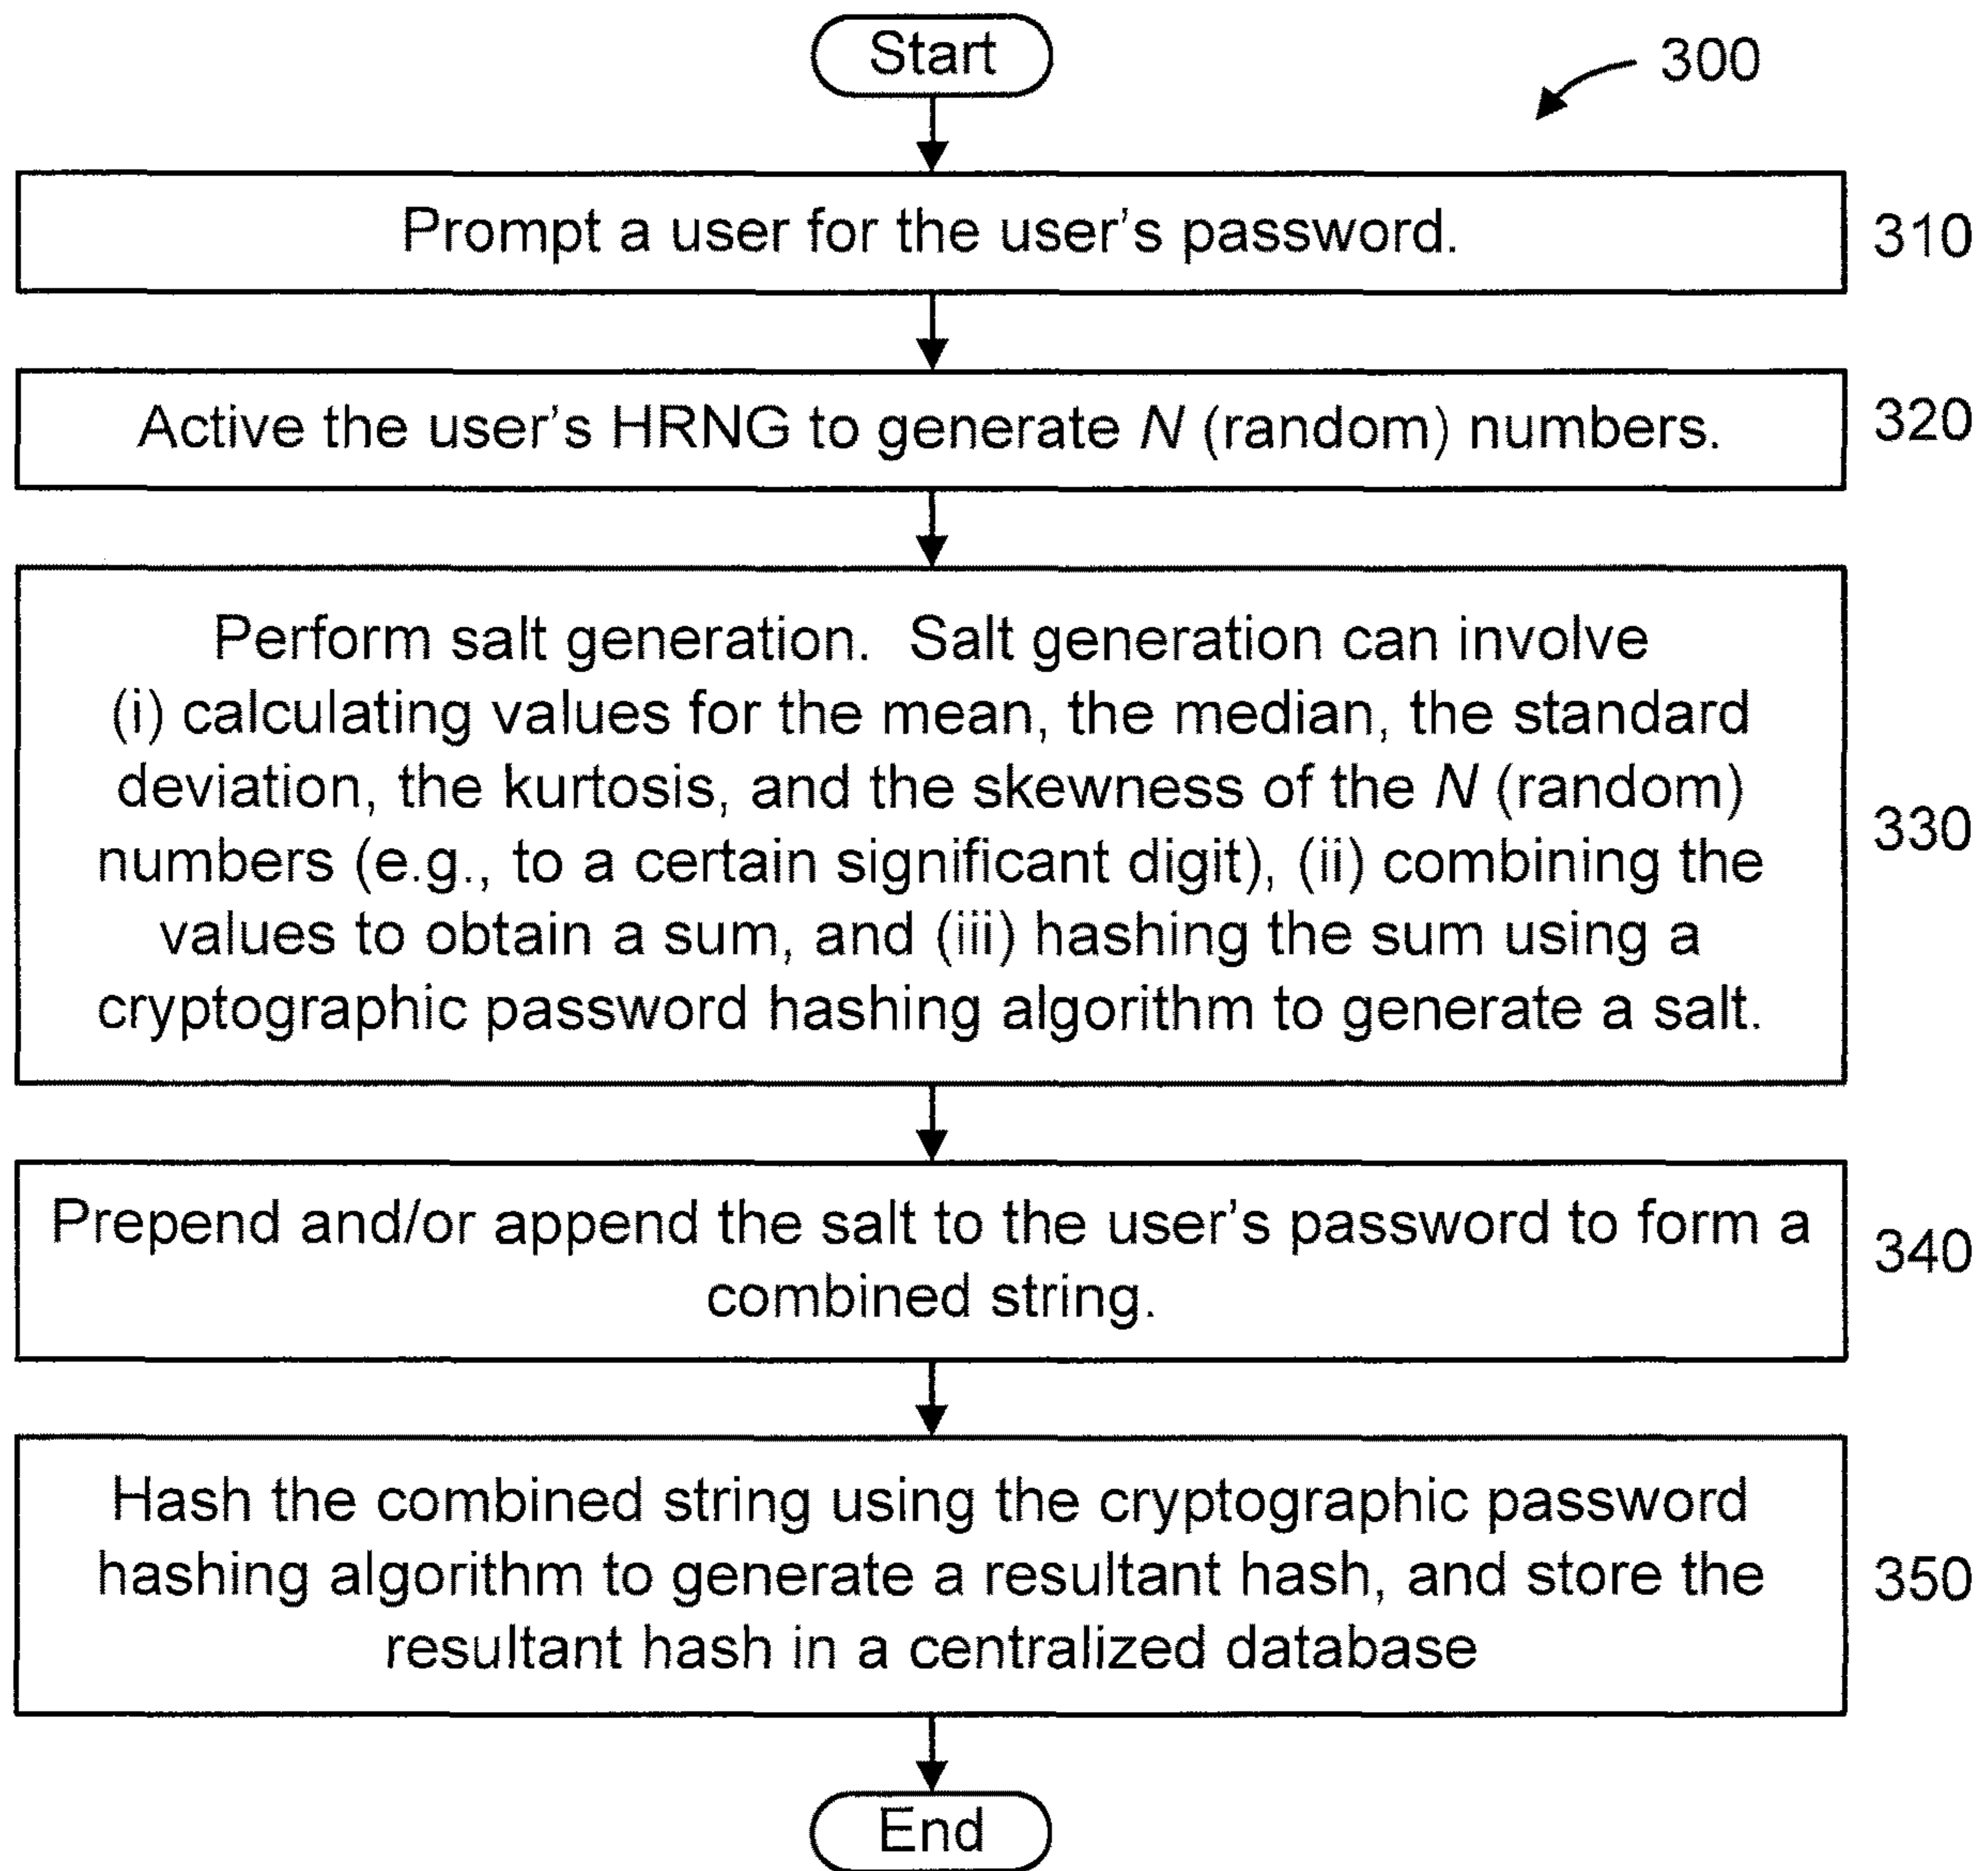 Start
300
Prompt a user for the user's password.
310
Active the user's HRNG to generate N (random) numbers.
320
Perform salt generation.  Salt generation can involve
(i) calculating values for the mean, the median, the standard
deviation, the kurtosis, and the skewness of the N (random)
numbers (e.g., to a certain significant digit), (ii) combining the
values to obtain a sum, and (iii) hashing the sum using a
cryptographic password hashing algorithm to generate a salt.
330
Prepend and/or append the salt to the user's password to form a
combined string.
340
Hash the combined string using the cryptographic password
hashing algorithm to generate a resultant hash, and store the
resultant hash in a centralized database
350
End